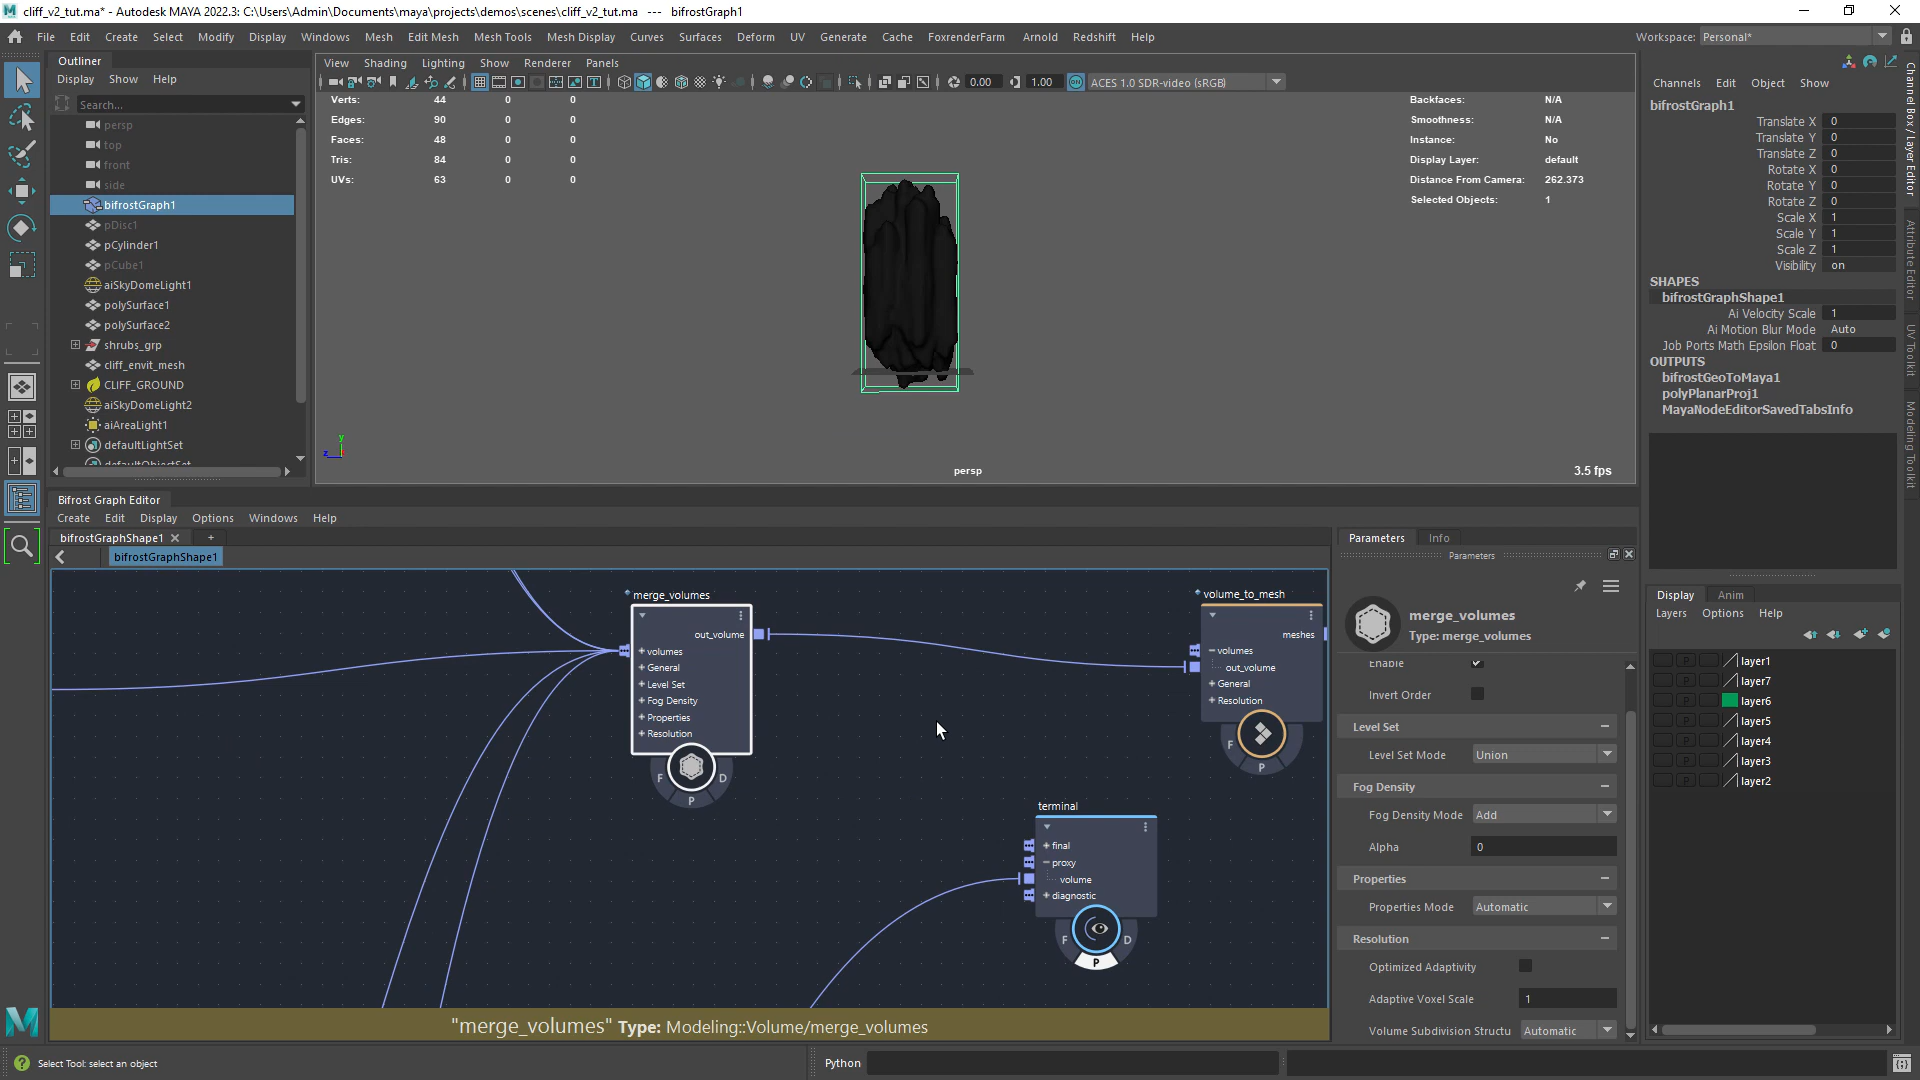 cliff_v2_tut.ma* - Autodesk MAYA 2022.3: C:\Users\Admin\Documents\maya\projects\demos\scenes\cliff_v2_tut.ma --- bifrostGraph1
File Edit Create Select Modify Display Windows Mesh Edit Mesh Mesh Tools Mesh Display Curves Surfaces Deform UV Generate Cache FoxrenderFarm Arnold Redshift Help
Workspace: Personal*
Outliner
Display Show Help
Search...
persp
top
front
side
bifrostGraph1
pDisc1
pCylinder1
pCube1
aiSkyDomeLight1
polySurface1
polySurface2
shrubs_grp
cliff_envit_mesh
CLIFF_GROUND
aiSkyDomeLight2
aiAreaLight1
defaultLightSet
defaultObjectSet
View Shading Lighting Show Renderer Panels
0.00 1.00 ACES 1.0 SDR-video (sRGB)
Verts: 44 0 0
Edges: 90 0 0
Faces: 48 0 0
Tris: 84 0 0
UVs: 63 0 0
Backfaces: N/A
Smoothness: N/A
Instance: No
Display Layer: default
Distance From Camera: 262.373
Selected Objects: 1
y
z
persp
3.5 fps
Channels Edit Object Show
bifrostGraph1
Translate X 0
Translate Y 0
Translate Z 0
Rotate X 0
Rotate Y 0
Rotate Z 0
Scale X 1
Scale Y 1
Scale Z 1
Visibility on
SHAPES
bifrostGraphShape1
Ai Velocity Scale 1
Ai Motion Blur Mode Auto
Job Ports Math Epsilon Float 0
OUTPUTS
bifrostGeoToMaya1
polyPlanarProj1
MayaNodeEditorSavedTabsInfo
Channel Box / Layer Editor
Attribute Editor
UV Toolkit
Modeling Toolkit
Bifrost Graph Editor
Create Edit Display Options Windows Help
bifrostGraphShape1
+
bifrostGraphShape1
merge_volumes
out_volume
volumes
General
Level Set
Fog Density
Properties
Resolution
F D
P
volume_to_mesh
meshes
volumes
out_volume
General
Resolution
F
P
terminal
final
proxy
volume
diagnostic
F D
P
"merge_volumes" Type: Modeling::Volume/merge_volumes
Parameters Info
Parameters
merge_volumes
Type: merge_volumes
Enable
Invert Order
Level Set
Level Set Mode Union
Fog Density
Fog Density Mode Add
Alpha 0
Properties
Properties Mode Automatic
Resolution
Optimized Adaptivity
Adaptive Voxel Scale 1
Volume Subdivision Structu Automatic
Display Anim
Layers Options Help
P layer1
P layer7
P layer6
P layer5
P layer4
P layer3
P layer2
Select Tool: select an object
Python